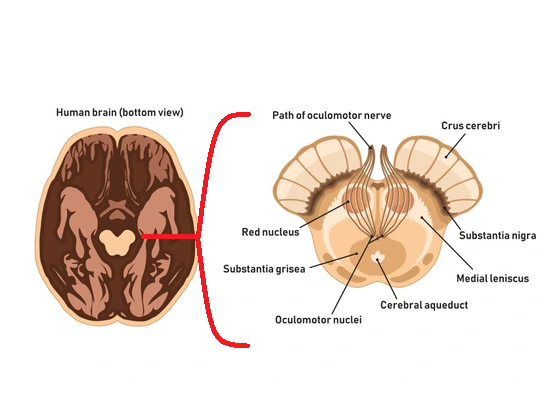 Human brain (bottom view)
Path of oculomotor nerve
Crus cerebri
Red nucleus
Substantia nigra
Substantia grisea
Medial leniscus
Cerebral aqueduct
Oculomotor nuclei